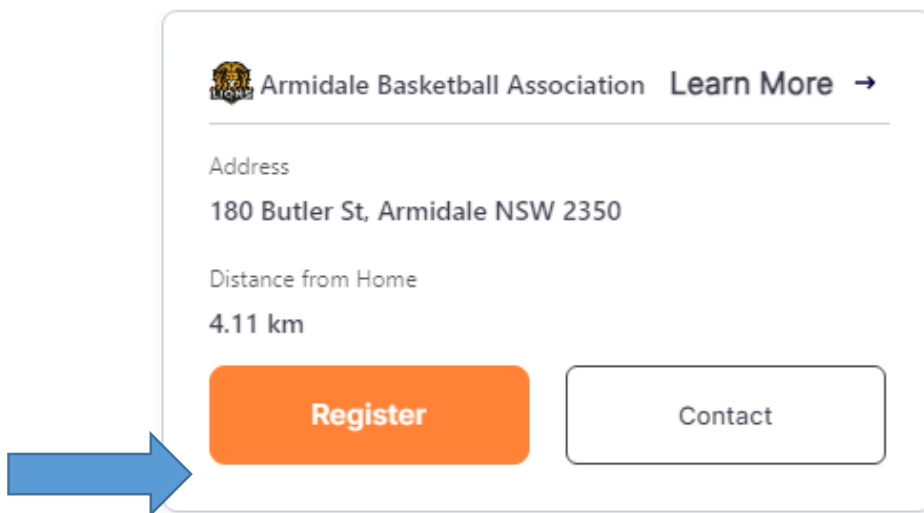 LIONS Armidale Basketball Association Learn More →
Address
180 Butler St, Armidale NSW 2350
Distance from Home
4.11 km
Register Contact